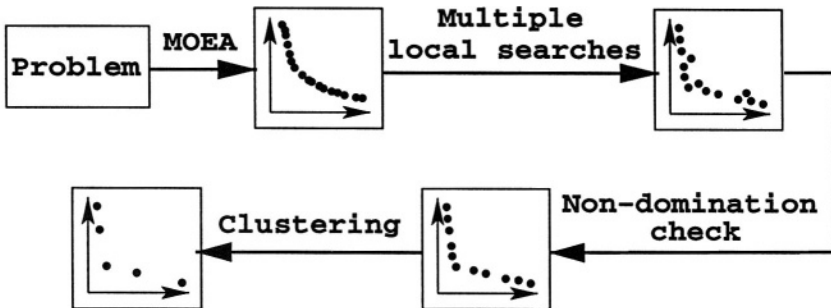 Problem
MOEA
Multiple
local searches
Non-domination
check
Clustering